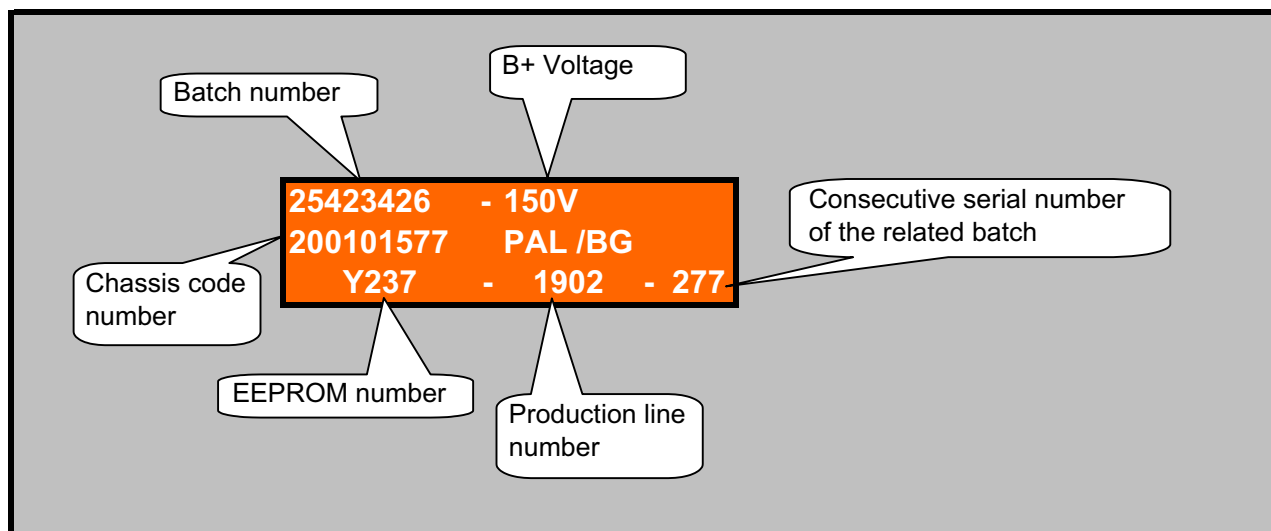 B+ Voltage
Batch number
25423426 - 150V
200101577 PAL /BG
Y237 - 1902 - 277
Consecutive serial number
of the related batch
Chassis code
number
EEPROM number
Production line
number